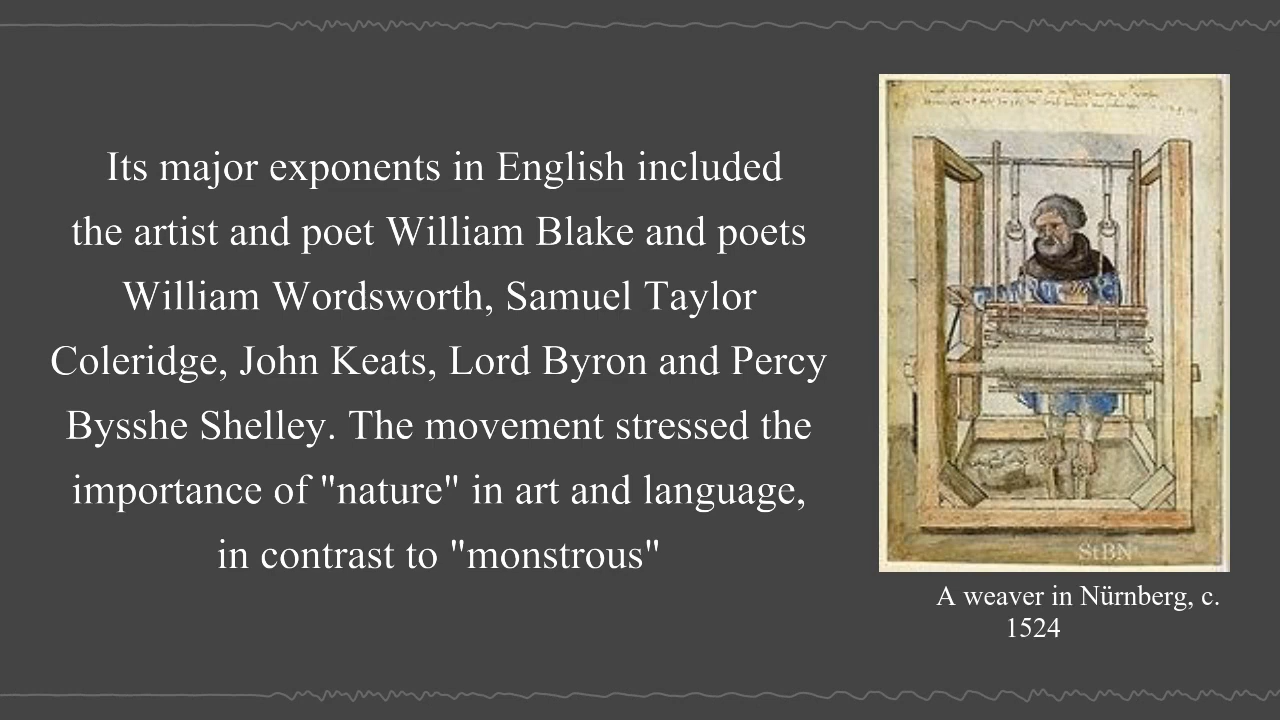 Its major exponents in English included
the artist and poet William Blake and poets
William Wordsworth, Samuel Taylor
Coleridge, John Keats, Lord Byron and Percy
Bysshe Shelley. The movement stressed the
importance of "nature" in art and language,
in contrast to "monstrous"
StBN
A weaver in Nürnberg, c.
1524